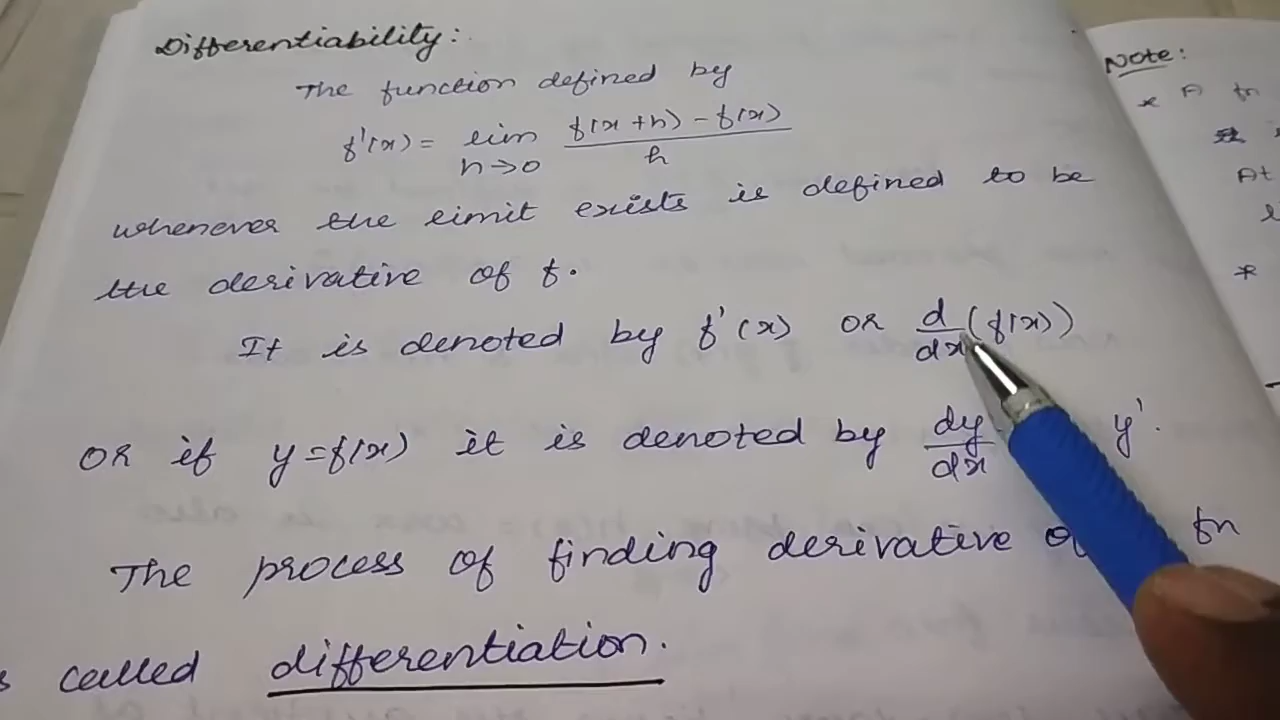 Differentiability:
The function defined by
f'(x) = lim h→0 f(x+h) - f(x) / h
whenever the limit exists is defined to be
the derivative of f.
It is denoted by f'(x) or d/dx (f(x))
or if y = f(x) it is denoted by dy/dx y'.
The process of finding derivative fn
called differentiation.
Note:
* A fn
At
*